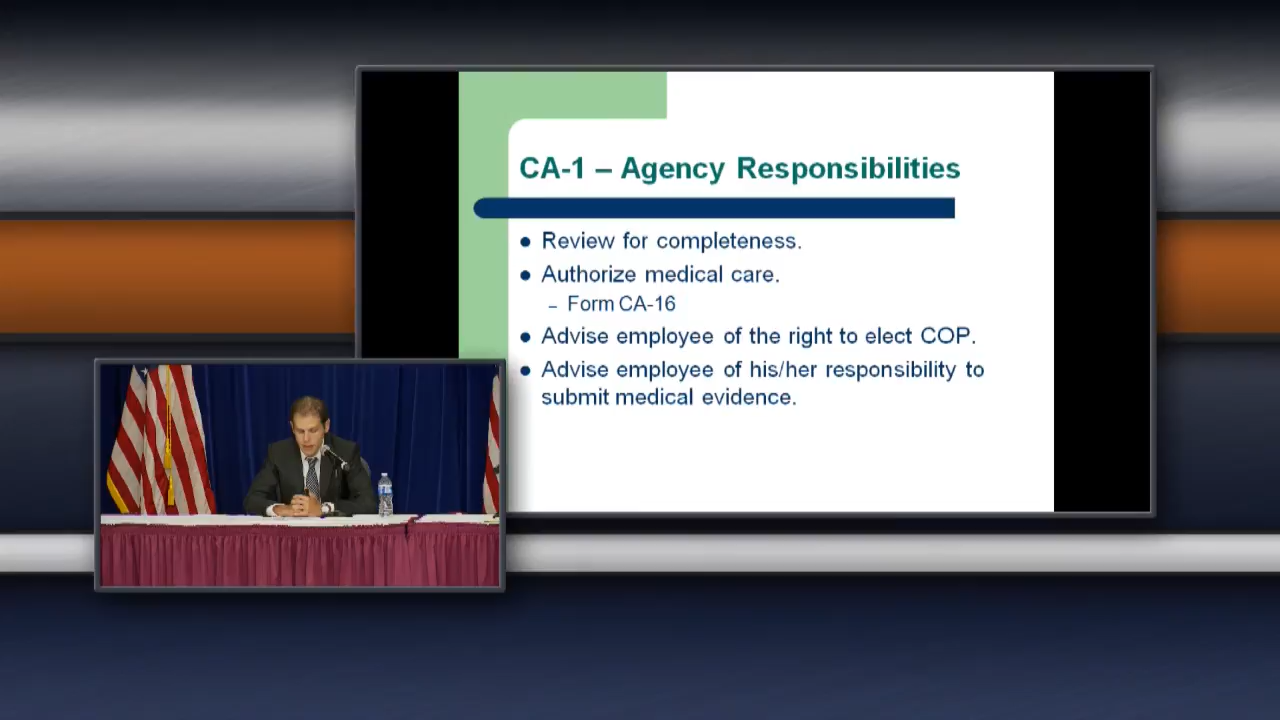 CA-1 – Agency Responsibilities
● Review for completeness.
● Authorize medical care.
– Form CA-16
● Advise employee of the right to elect COP.
● Advise employee of his/her responsibility to
submit medical evidence.